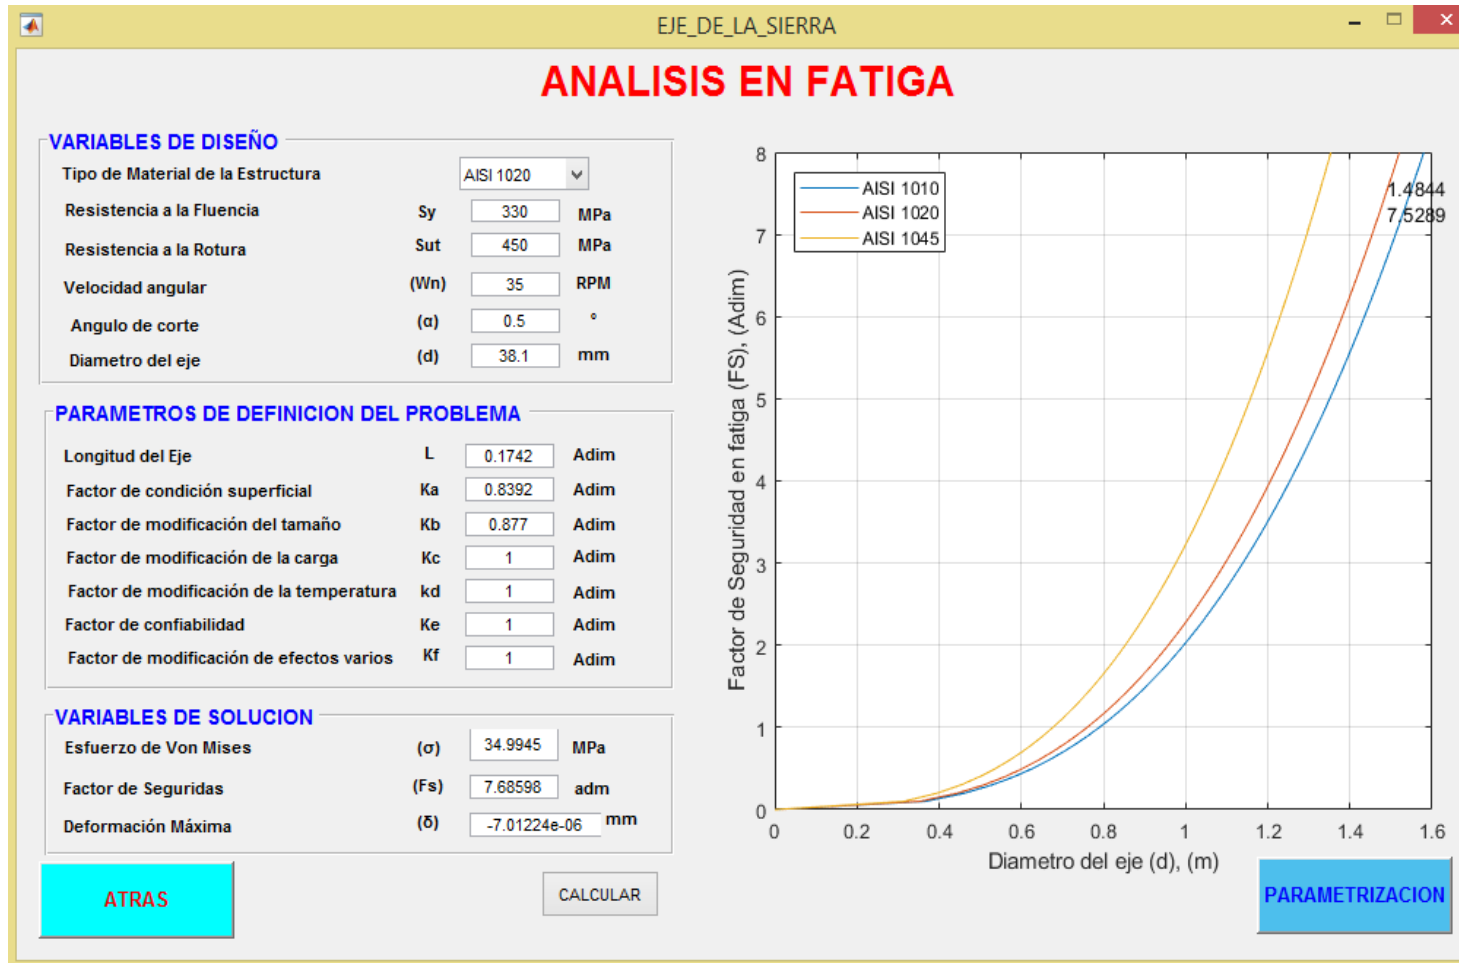 EJE_DE_LA_SIERRA
ANALISIS EN FATIGA
VARIABLES DE DISEÑO
Tipo de Material de la Estructura AISI 1020
Resistencia a la Fluencia Sy 330 MPa
Resistencia a la Rotura Sut 450 MPa
Velocidad angular (Wn) 35 RPM
Angulo de corte (α) 0.5 °
Diametro del eje (d) 38.1 mm
PARAMETROS DE DEFINICION DEL PROBLEMA
Longitud del Eje L 0.1742 Adim
Factor de condición superficial Ka 0.8392 Adim
Factor de modificación del tamaño Kb 0.877 Adim
Factor de modificación de la carga Kc 1 Adim
Factor de modificación de la temperatura kd 1 Adim
Factor de confiabilidad Ke 1 Adim
Factor de modificación de efectos varios Kf 1 Adim
VARIABLES DE SOLUCION
Esfuerzo de Von Mises (σ) 34.9945 MPa
Factor de Seguridas (Fs) 7.68598 adm
Deformación Máxima (δ) -7.01224e-06 mm
ATRAS
CALCULAR
AISI 1010
AISI 1020
AISI 1045
1.4844
7.5289
Factor de Seguridad en fatiga (FS), (Adim)
8
7
6
5
4
3
2
1
0
0 0.2 0.4 0.6 0.8 1 1.2 1.4 1.6
Diametro del eje (d), (m)
PARAMETRIZACION